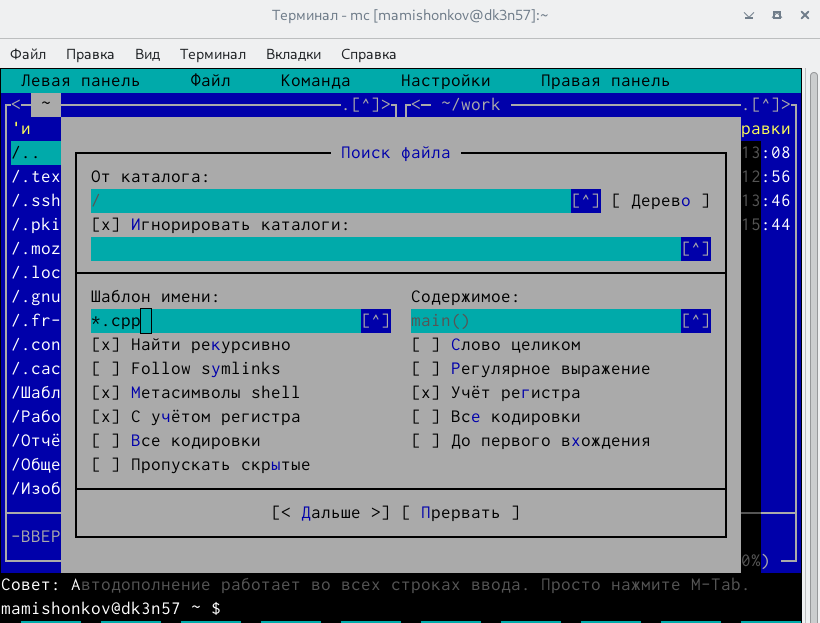 Терминал - mc [mamishonkov@dk3n57]:~
Файл Правка Вид Терминал Вкладки Справка
Левая панель Файл Команда Настройки Правая панель
<- ~ .[^]> <- ~/work .[^]>
'и равки
/.. 13:08
/.tex 12:56
/.ssh 13:46
/.pki 15:44
/.moz
/.loc
/.gnu
/.fr-
/.con
/.cac
/Шабл
/Рабо
/Отчё
/Обще
/Изоб
-ВВЕР
0%)
Поиск файла
От каталога:
/ [^] [ Дерево ]
[x] Игнорировать каталоги:
[^]
Шаблон имени: Содержимое:
*.cpp [^] main() [^]
[x] Найти рекурсивно [ ] Слово целиком
[ ] Follow symlinks [ ] Регулярное выражение
[x] Метасимволы shell [x] Учёт регистра
[x] С учётом регистра [ ] Все кодировки
[ ] Все кодировки [ ] До первого вхождения
[ ] Пропускать скрытые
[< Дальше >] [ Прервать ]
Совет: Автодополнение работает во всех строках ввода. Просто нажмите M-Tab.
mamishonkov@dk3n57 ~ $